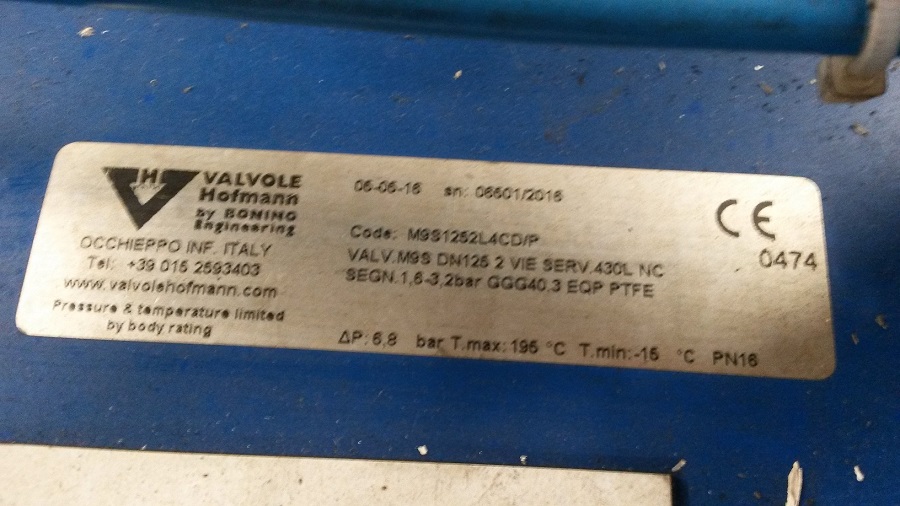 H
VALVOLE
Hofmann
by BONINO
Engineering
OCCHIEPPO INF. ITALY
Tel: +39 015 2593403
www.valvolehofmann.com
Pressure & temperature limited
by body rating
06-05-16 sn: 06601/2016
Code: M9S1252L4CD/P
VALV.M9S DN125 2 VIE SERV.430L NC
SEGN.1,6-3,2bar GGG40.3 EQP PTFE
ΔP: 6,8 bar T.max: 195 °C T.min:-15 °C PN16
CE
0474